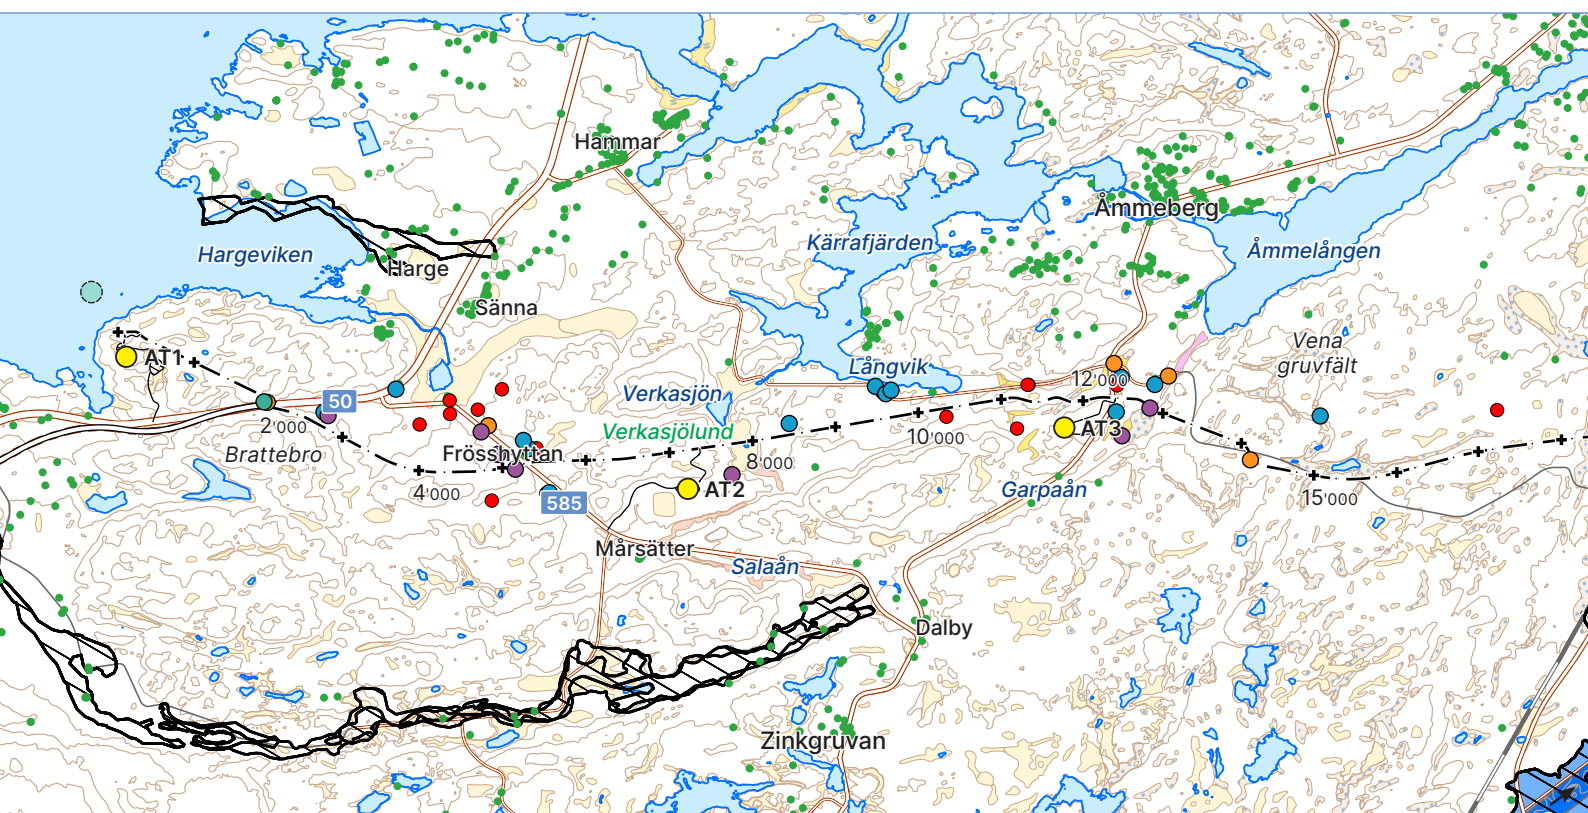 Hammar
Åmmeberg
Kärrafjärden
Åmmelången
Hargeviken
Harge
Sänna
Vena
gruvfält
AT1
Långvik
12'000
Verkasjön
50
2'000
Verkasjölund
AT3
10'000
Brattebro
Frösshyttan
8'000
4'000
AT2
Garpaån
15'000
585
Mårsätter
Salaån
Dalby
Zinkgruvan